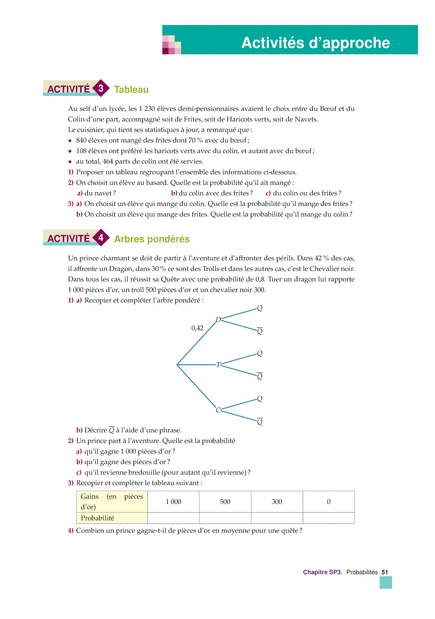 Activités d'approche
ACTIVITÉ 3 Tableau
Au self d'un lycée, les 1 230 élèves demi-pensionnaires avaient le choix entre du Bœuf et du
Colin d'une part, accompagné soit de Frites, soit de Haricots verts, soit de Navets.
Le cuisinier, qui tient ses statistiques à jour, a remarqué que :
• 840 élèves ont mangé des frites dont 70 % avec du bœuf ;
• 108 élèves ont préféré les haricots verts avec du colin, et autant avec du bœuf ;
• au total, 464 parts de colin ont été servies.
1) Proposer un tableau regroupant l'ensemble des informations ci-dessous.
2) On choisit un élève au hasard. Quelle est la probabilité qu'il ait mangé :
a) du navet ? b) du colin avec des frites ? c) du colin ou des frites ?
3) a) On choisit un élève qui mange du colin. Quelle est la probabilité qu'il mange des frites ?
b) On choisit un élève qui mange des frites. Quelle est la probabilité qu'il mange du colin ?
ACTIVITÉ 4 Arbres pondérés
Un prince charmant se doit de partir à l'aventure et d'affronter des périls. Dans 42 % des cas,
il affronte un Dragon, dans 30 % ce sont des Trolls et dans les autres cas, c'est le Chevalier noir.
Dans tous les cas, il réussit sa Quête avec une probabilité de 0,8. Tuer un dragon lui rapporte
1 000 pièces d'or, un troll 500 pièces d'or et un chevalier noir 300.
1) a) Recopier et compléter l'arbre pondéré :
Q
0,42 D
Q̅
Q
T
Q̅
Q
C
Q̅
b) Décrire Q̅ à l'aide d'une phrase.
2) Un prince part à l'aventure. Quelle est la probabilité
a) qu'il gagne 1 000 pièces d'or ?
b) qu'il gagne des pièces d'or ?
c) qu'il revienne bredouille (pour autant qu'il revienne) ?
3) Recopier et compléter le tableau suivant :
Gains (en pièces
d'or) 1 000 500 300 0
Probabilité
4) Combien un prince gagne-t-il de pièces d'or en moyenne pour une quête ?
Chapitre SP3. Probabilités 51